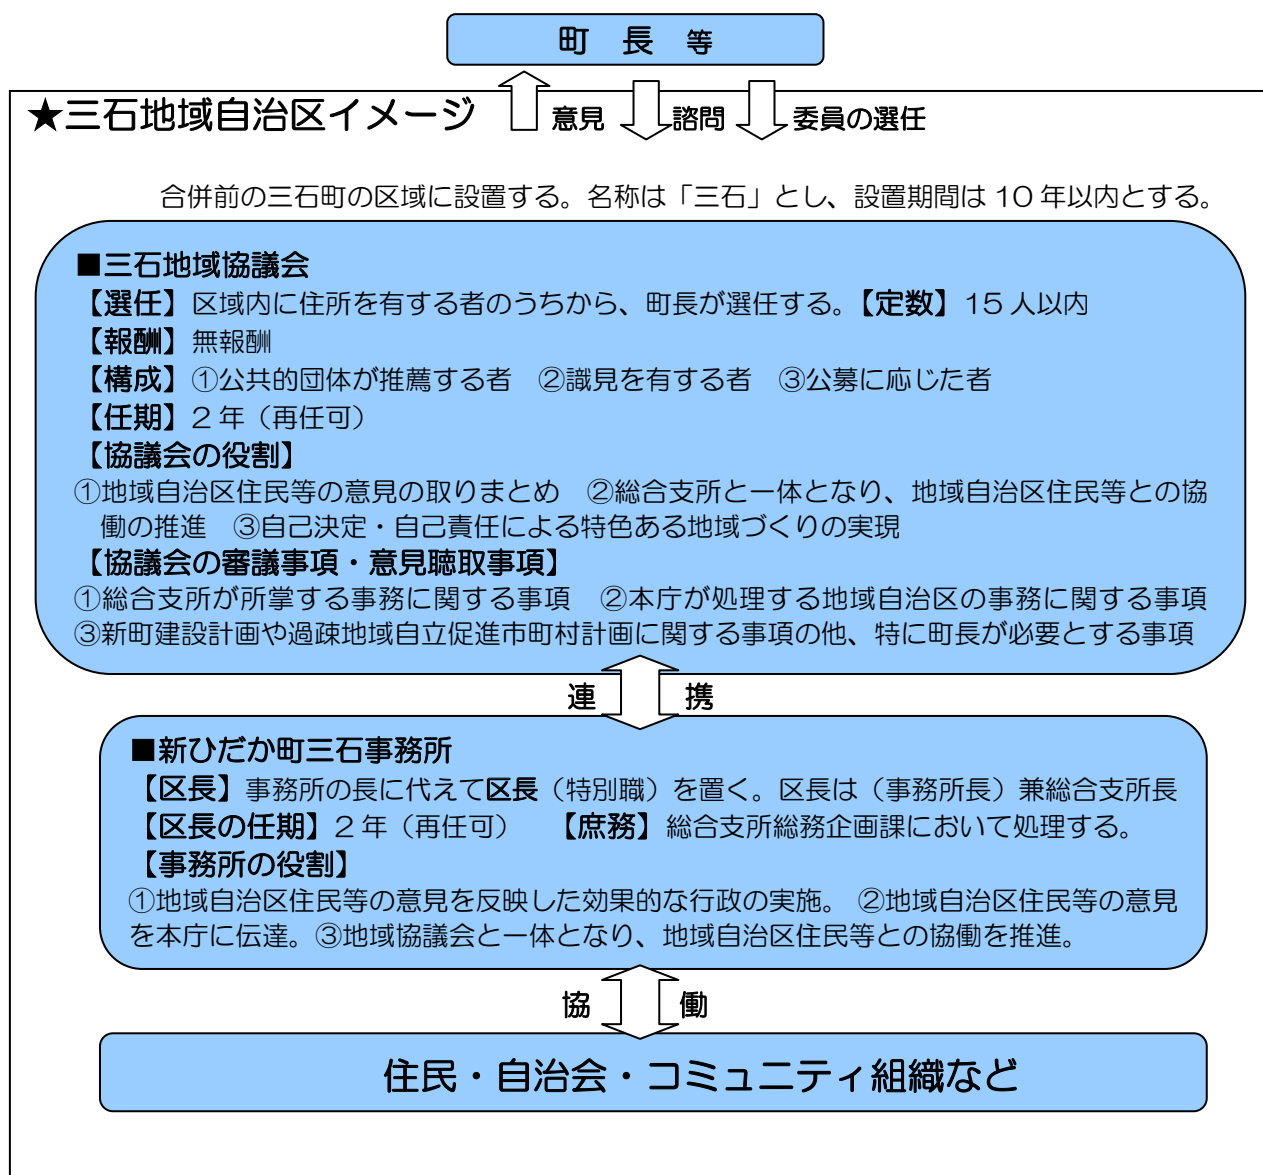 町 長 等
★三石地域自治区イメージ
意見 諮問 委員の選任
合併前の三石町の区域に設置する。名称は「三石」とし、設置期間は 10 年以内とする。
■三石地域協議会
【選任】区域内に住所を有する者のうちから、町長が選任する。【定数】15 人以内
【報酬】無報酬
【構成】①公共的団体が推薦する者 ②識見を有する者 ③公募に応じた者
【任期】2 年（再任可）
【協議会の役割】
①地域自治区住民等の意見の取りまとめ ②総合支所と一体となり、地域自治区住民等との協
働の推進 ③自己決定・自己責任による特色ある地域づくりの実現
【協議会の審議事項・意見聴取事項】
①総合支所が所掌する事務に関する事項 ②本庁が処理する地域自治区の事務に関する事項
③新町建設計画や過疎地域自立促進市町村計画に関する事項の他、特に町長が必要とする事項
連 携
■新ひだか町三石事務所
【区長】事務所の長に代えて区長（特別職）を置く。区長は（事務所長）兼総合支所長
【区長の任期】2 年（再任可） 【庶務】総合支所総務企画課において処理する。
【事務所の役割】
①地域自治区住民等の意見を反映した効果的な行政の実施。 ②地域自治区住民等の意見
を本庁に伝達。③地域協議会と一体となり、地域自治区住民等との協働を推進。
協 働
住民・自治会・コミュニティ組織など